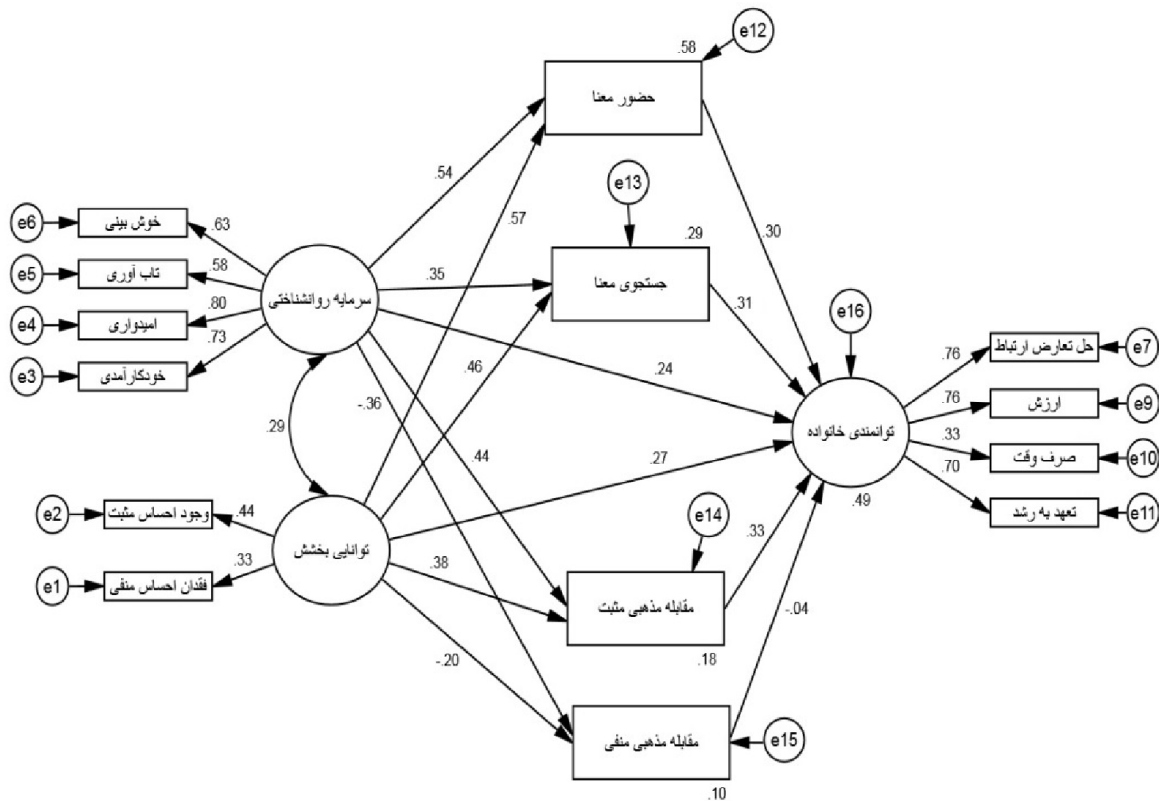 e12
.58
حضور معنا
e13
.54
.57
.30
e6
خوش بینی
.63
.29
e5
تاب آوری
.58
سرمایه روانشناختی
.35
جستجوی معنا
.31
e16
e4
امیدواری
.80
e3
خودکارآمدی
.73
.46
.24
حل تعارض ارتباط
e7
.76
-.36
توانمندی خانواده
.76
ارزش
e9
.29
.44
.27
.33
صرف وقت
e10
.70
.49
تعهد به رشد
e11
e2
وجود احساس مثبت
.44
e14
.33
توانایی بخشش
e1
فقدان احساس منفی
.33
.38
مقابله مذهبی مثبت
-.04
-.20
.18
مقابله مذهبی منفی
e15
.10